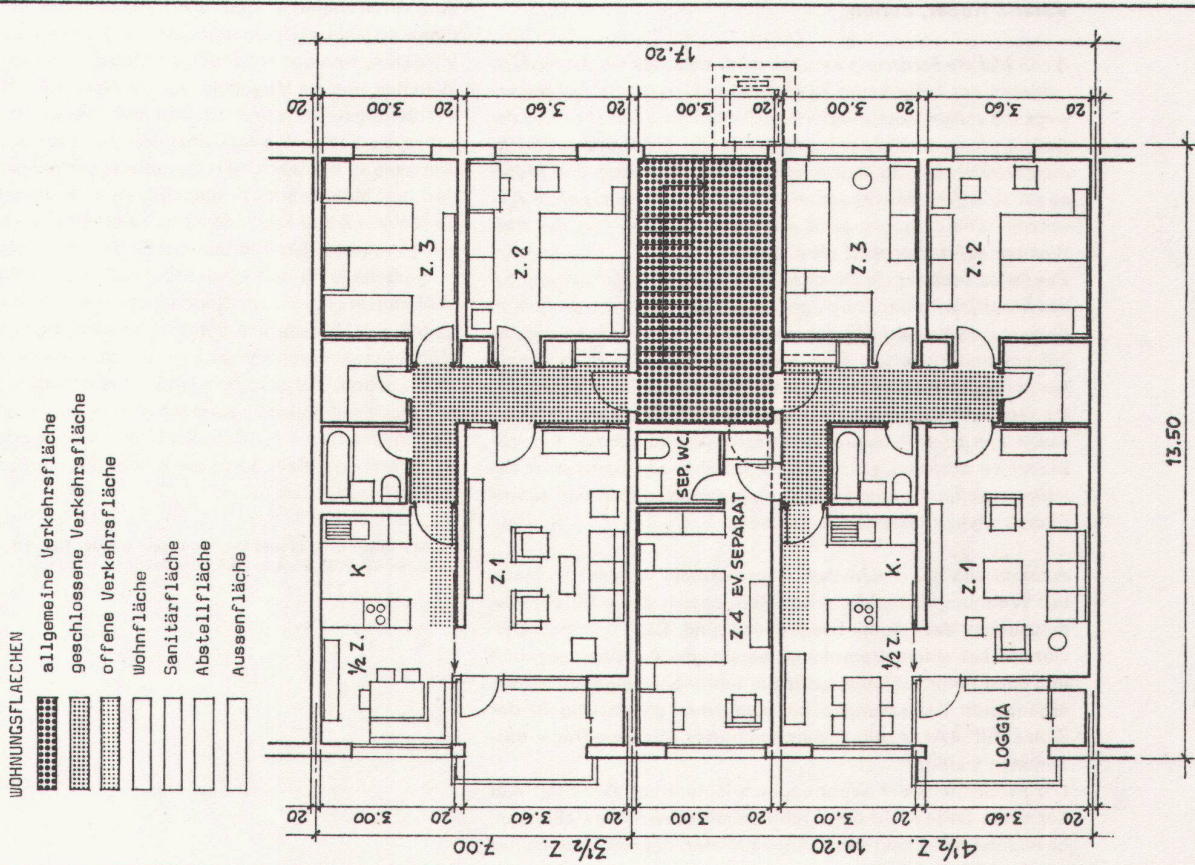 WOHNUNGSFLAECHEN
allgemeine Verkehrsfläche
geschlossene Verkehrsfläche
offene Verkehrsfläche
Wohnfläche
Sanitärfläche
Abstellfläche
Aussenfläche
17.20
20 3.00 20 3.60 20 3.00 20 3.00 20 3.60 20
Z.3
Z.2
Z.3
Z.2
SEP. WC.
K
Z.1
Z.4 EV. SEPARAT
K.
Z.1
½ Z.
½ Z.
LOGGIA
20 3.00 20 3.60 20 3.00 20 3.00 20 3.60 20
3½ Z. 7.00
4½ Z. 10.20
13.50